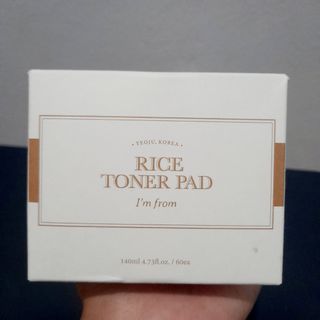 • YEOJU, KOREA •
RICE
TONER PAD
I'm from
140ml 4.73fl.oz. / 60ea